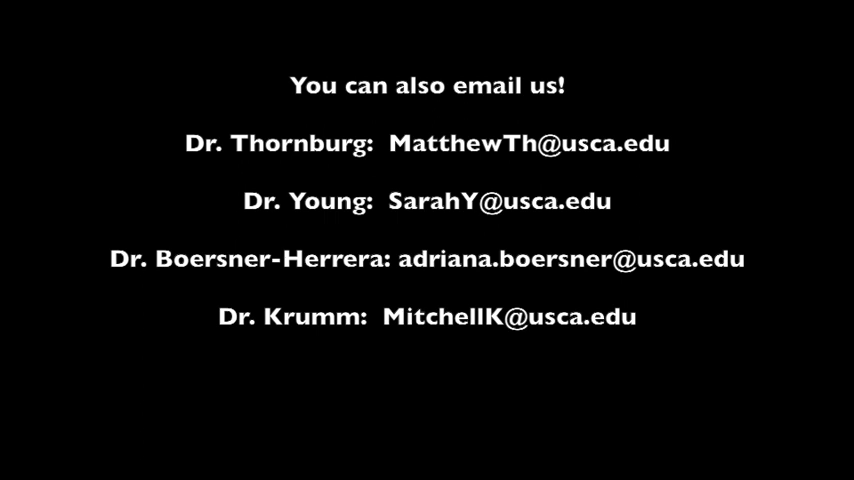 You can also email us!
Dr. Thornburg: MatthewTh@usca.edu
Dr. Young: SarahY@usca.edu
Dr. Boersner-Herrera: adriana.boersner@usca.edu
Dr. Krumm: MitchellK@usca.edu